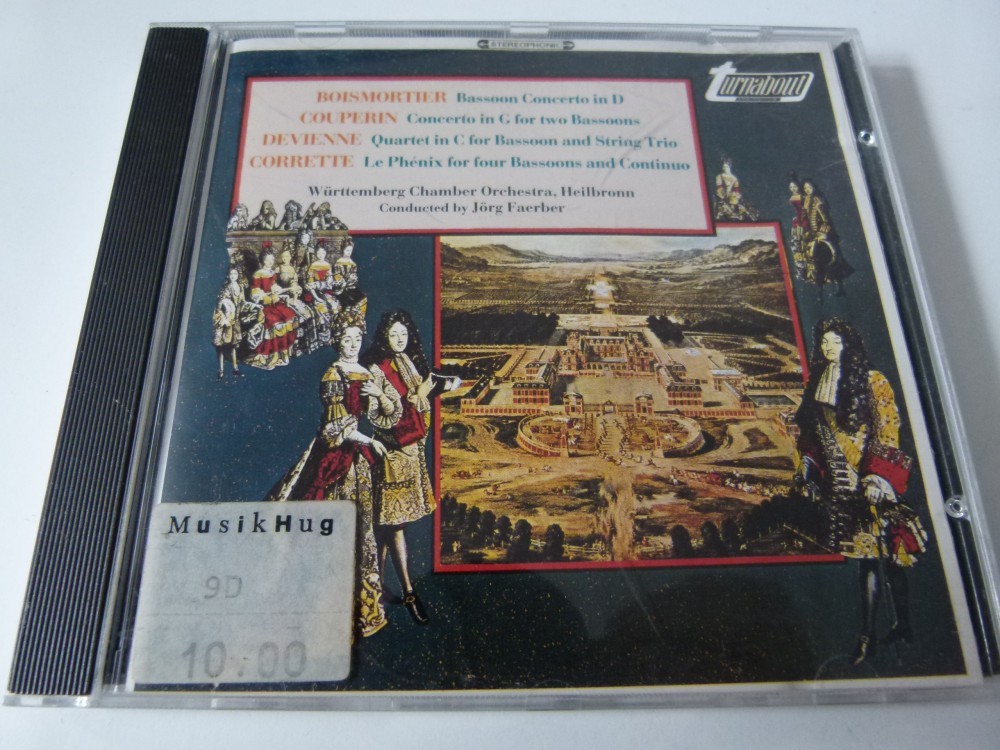 STEREOPHONIC
turnabout
BOISMORTIER Bassoon Concerto in D
COUPERIN Concerto in G for two Bassoons
DEVIENNE Quartet in C for Bassoon and String Trio
CORRETTE Le Phénix for four Bassoons and Continuo
Württemberg Chamber Orchestra, Heilbronn
Conducted by Jörg Faerber
MusikHug
9D
10.00